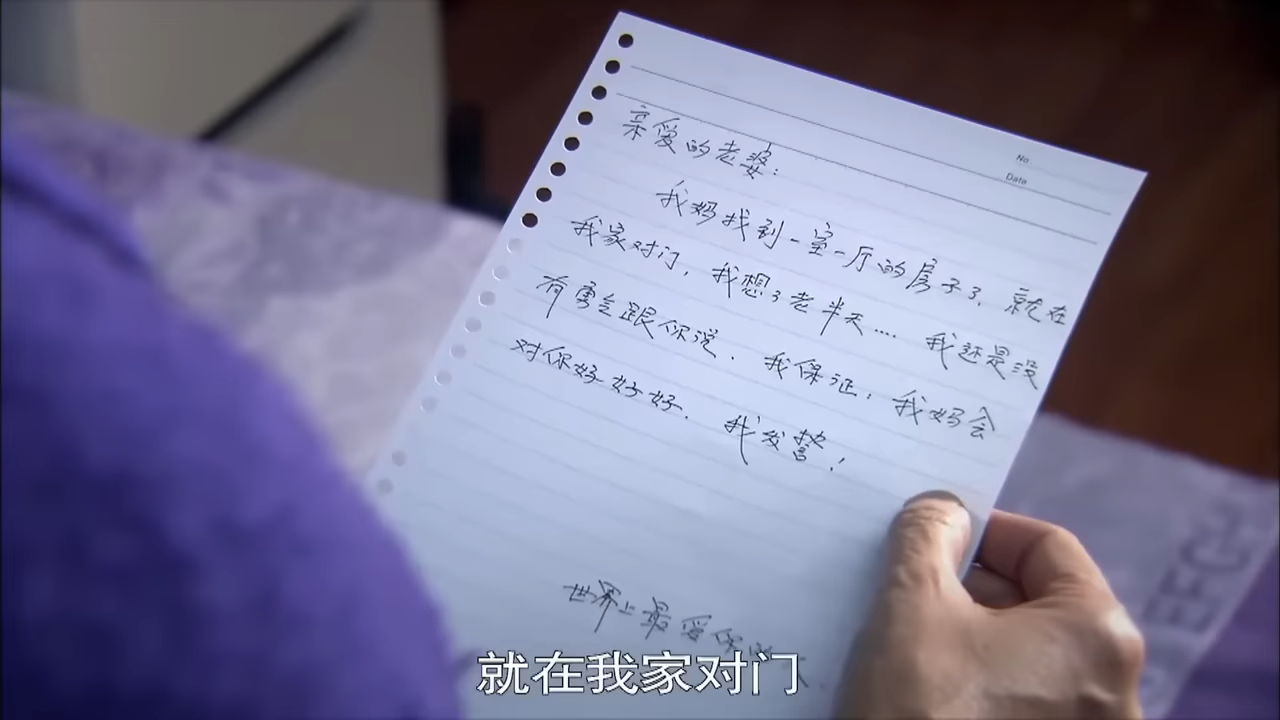 No.
Date
亲爱的老婆：
我妈找到一室一厅的房子了，就在
我家对门，我想了老半天…… 我还是没
有勇气跟你说．我保证，我妈会
对你好好好．我发誓！
世界上最爱你的
就在我家对门